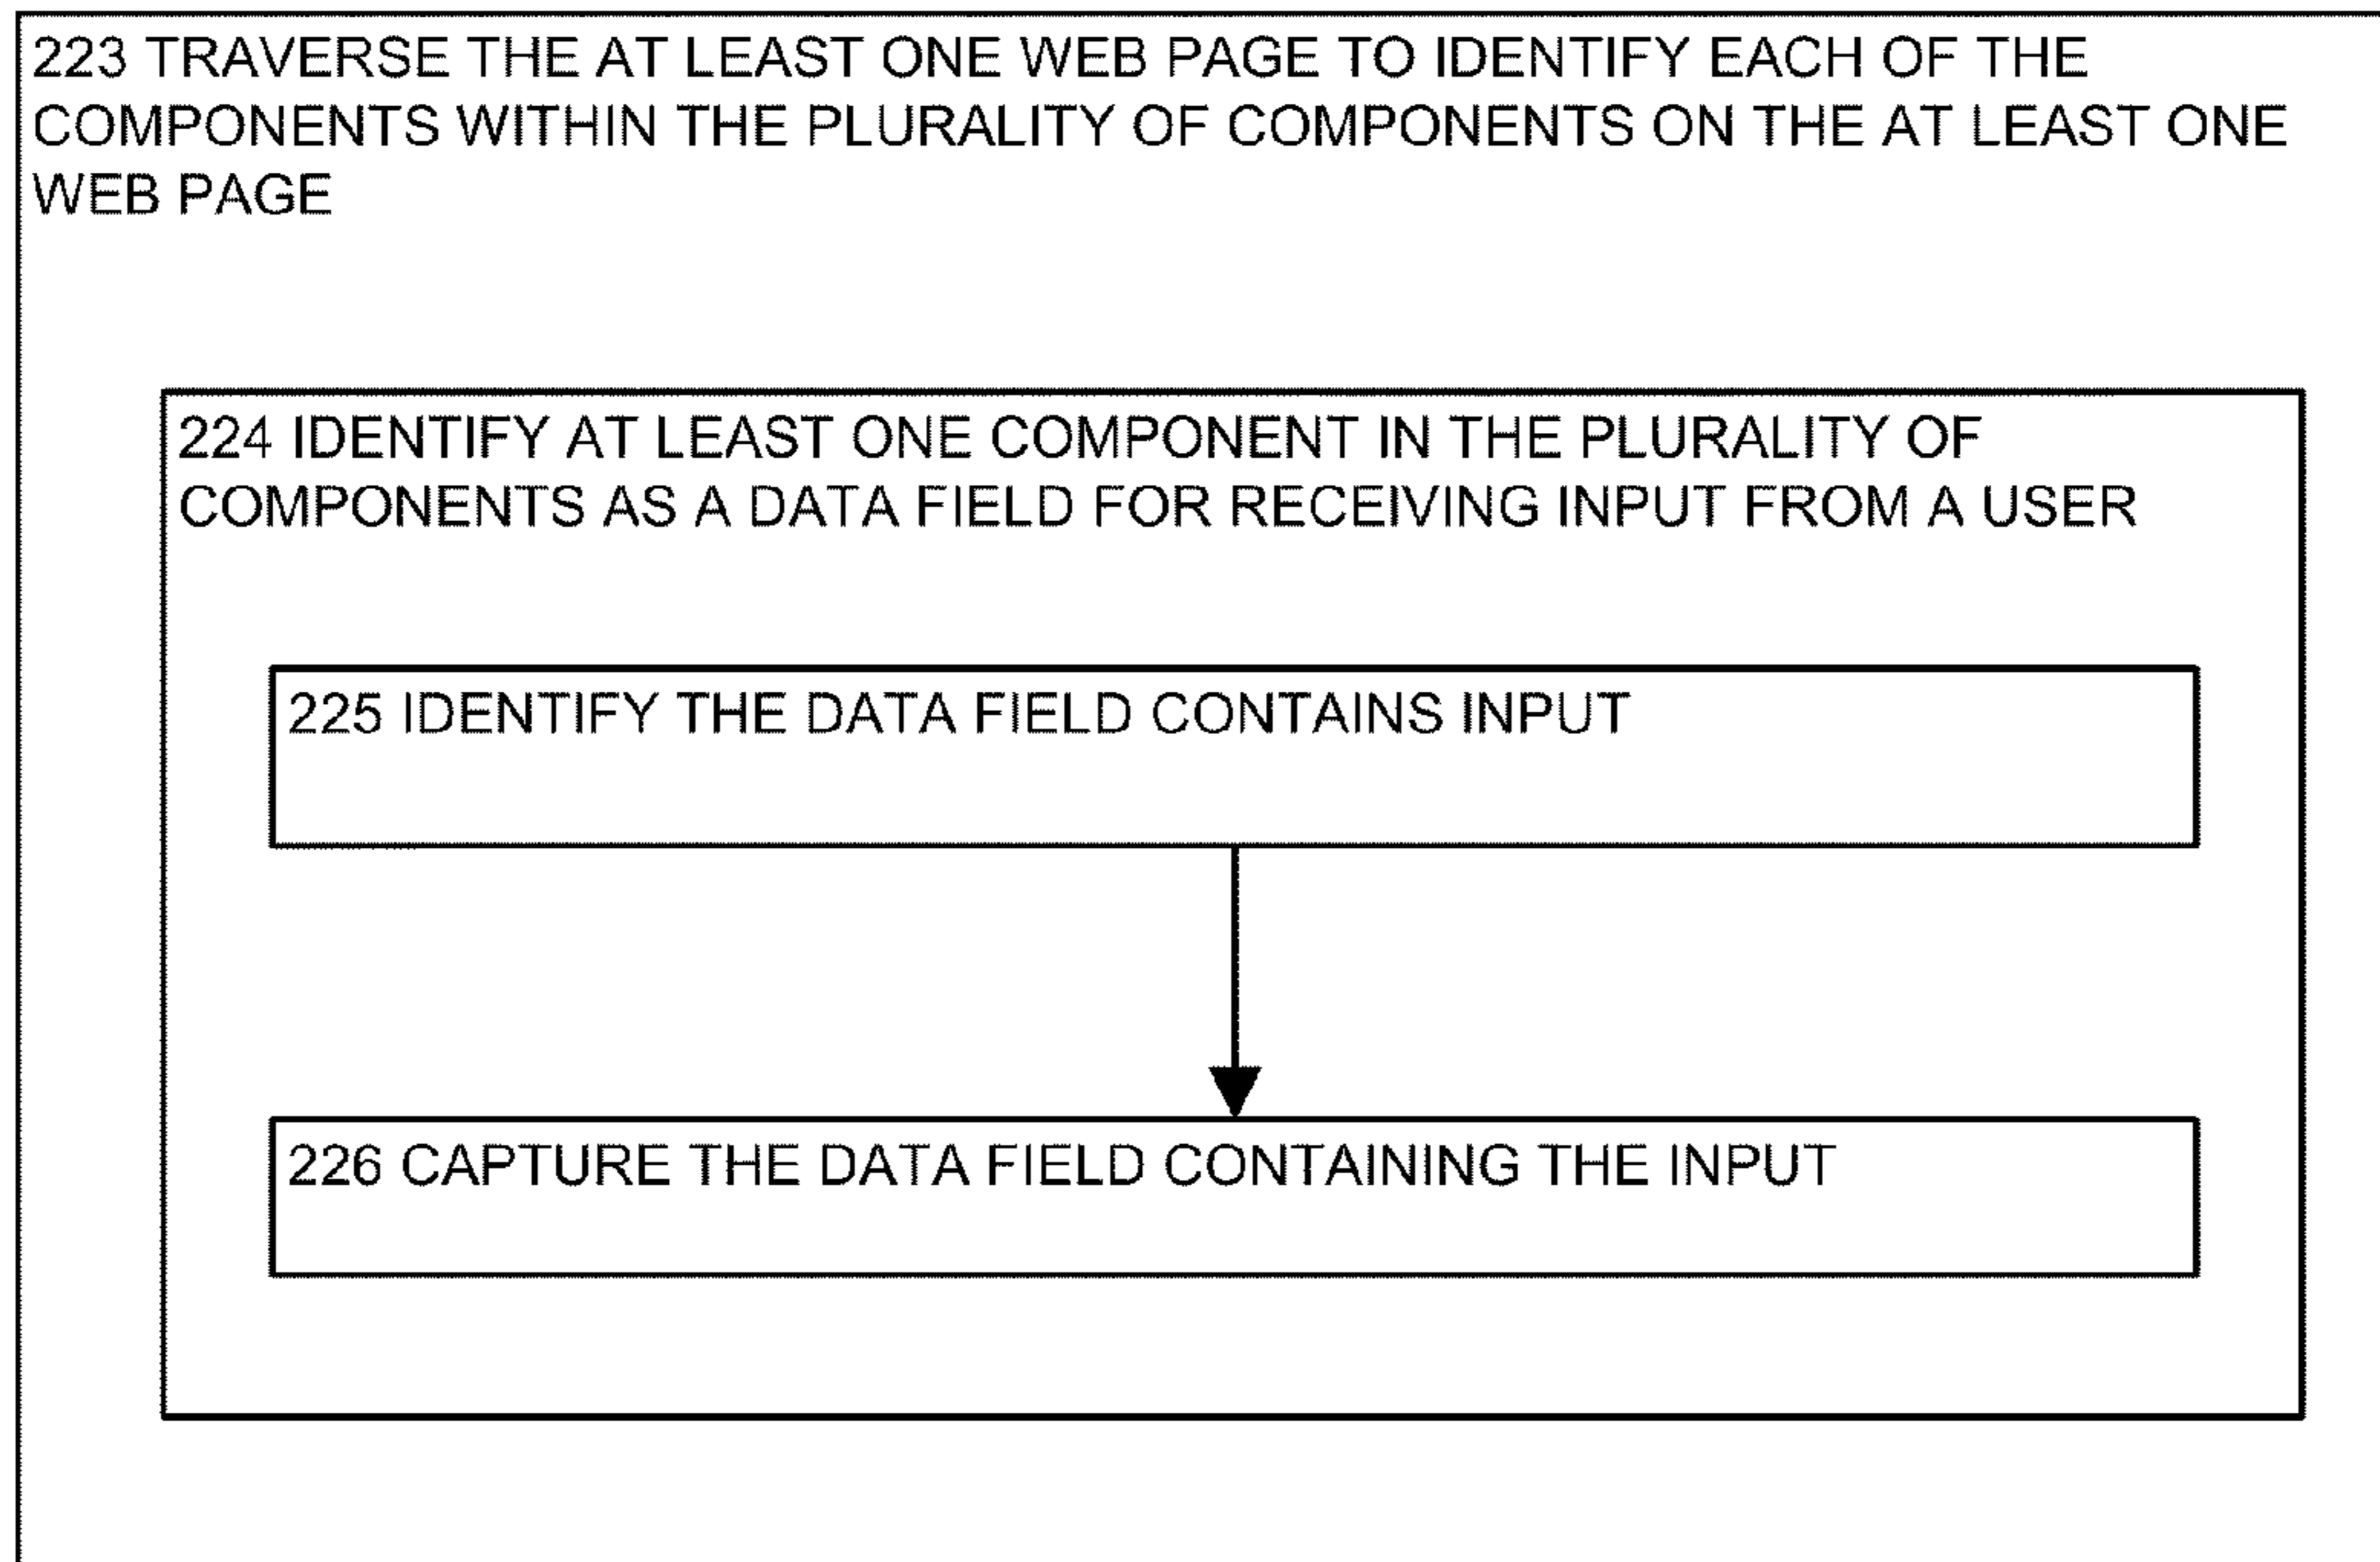 223 TRAVERSE THE AT LEAST ONE WEB PAGE TO IDENTIFY EACH OF THE
COMPONENTS WITHIN THE PLURALITY OF COMPONENTS ON THE AT LEAST ONE
WEB PAGE
224 IDENTIFY AT LEAST ONE COMPONENT IN THE PLURALITY OF
COMPONENTS AS A DATA FIELD FOR RECEIVING INPUT FROM A USER
225 IDENTIFY THE DATA FIELD CONTAINS INPUT
226 CAPTURE THE DATA FIELD CONTAINING THE INPUT